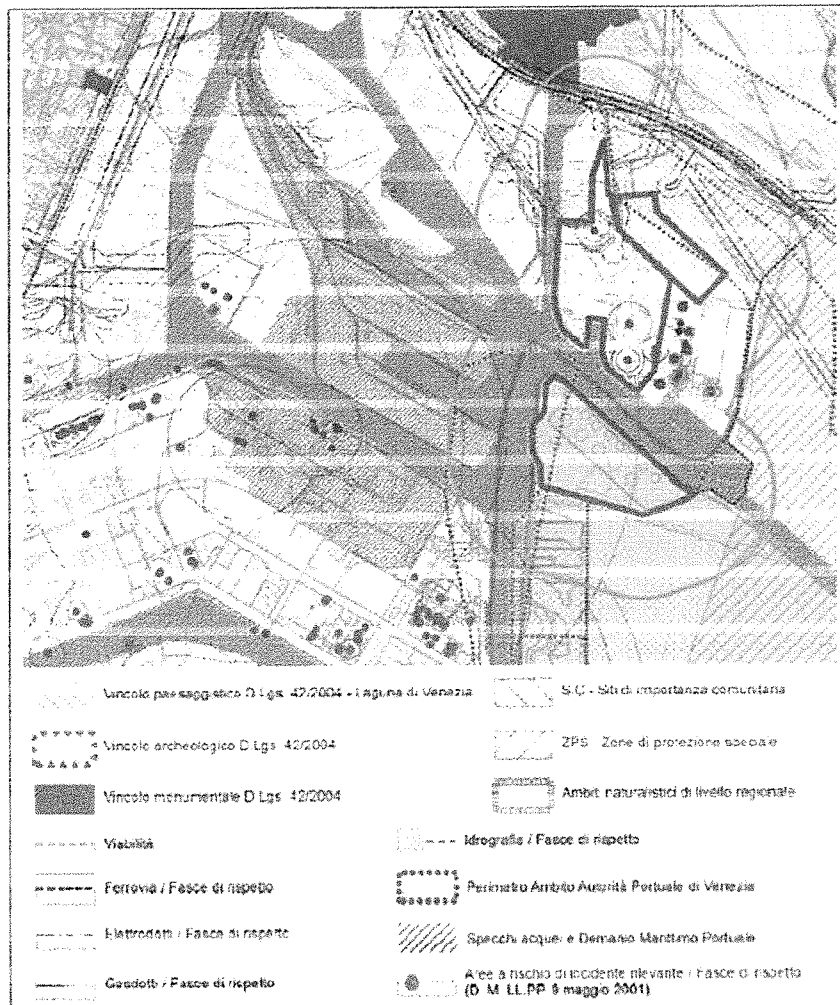 Vincolo paesaggistico D.Lgs. 42/2004 - Laguna di Venezia
Vincolo archeologico D.Lgs. 42/2004
Vincolo monumentale D.Lgs. 42/2004
Viabilità
Ferrovia / Fasce di rispetto
Elettrodotti / Fasce di rispetto
Gasdotti / Fasce di rispetto
S.I.C - Siti di importanza comunitaria
ZPS - Zone di protezione speciale
Ambiti naturalistici di livello regionale
Idrografia / Fasce di rispetto
Perimetro Ambito Autorità Portuale di Venezia
Specchi acquei e Demanio Marittimo Portuale
Aree a rischio di incidente rilevante / Fasce di rispetto
(D. M. LL.PP. 9 maggio 2001)